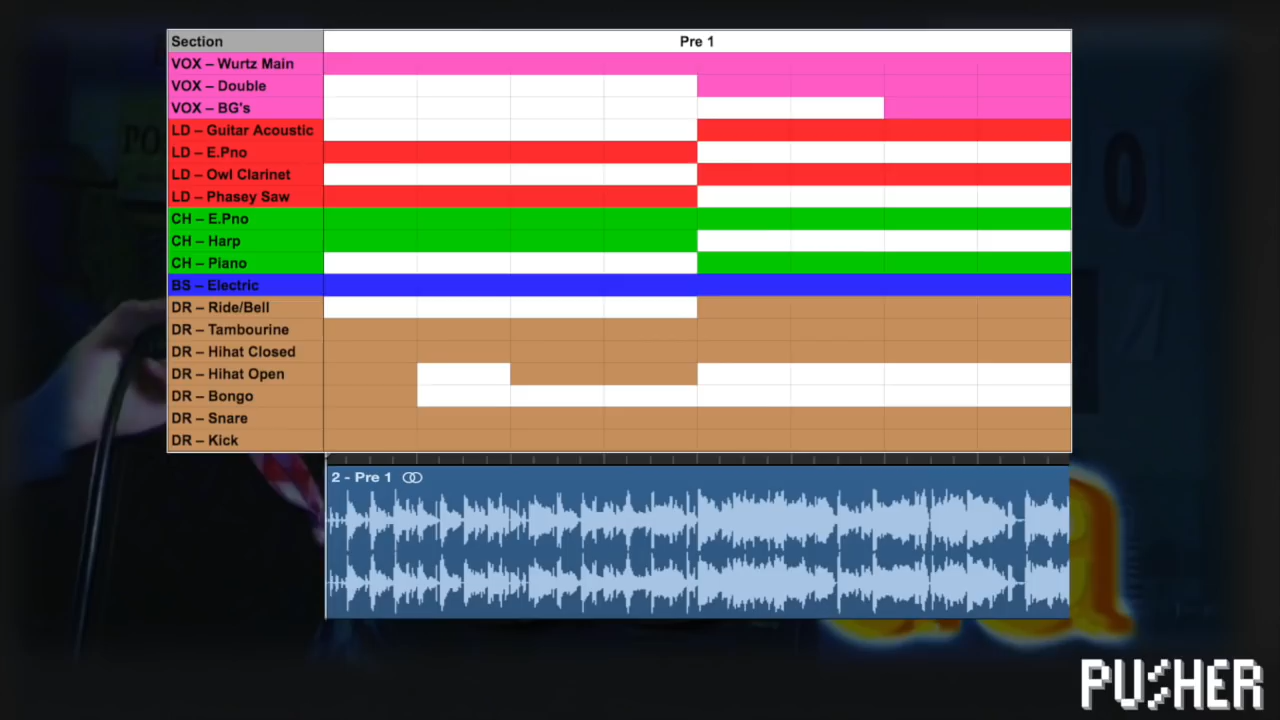 Section
Pre 1
VOX – Wurtz Main
VOX – Double
VOX – BG's
LD – Guitar Acoustic
LD – E.Pno
LD – Owl Clarinet
LD – Phasey Saw
CH – E.Pno
CH – Harp
CH – Piano
BS – Electric
DR – Ride/Bell
DR – Tambourine
DR – Hihat Closed
DR – Hihat Open
DR – Bongo
DR – Snare
DR – Kick
2 - Pre 1
PUSHER